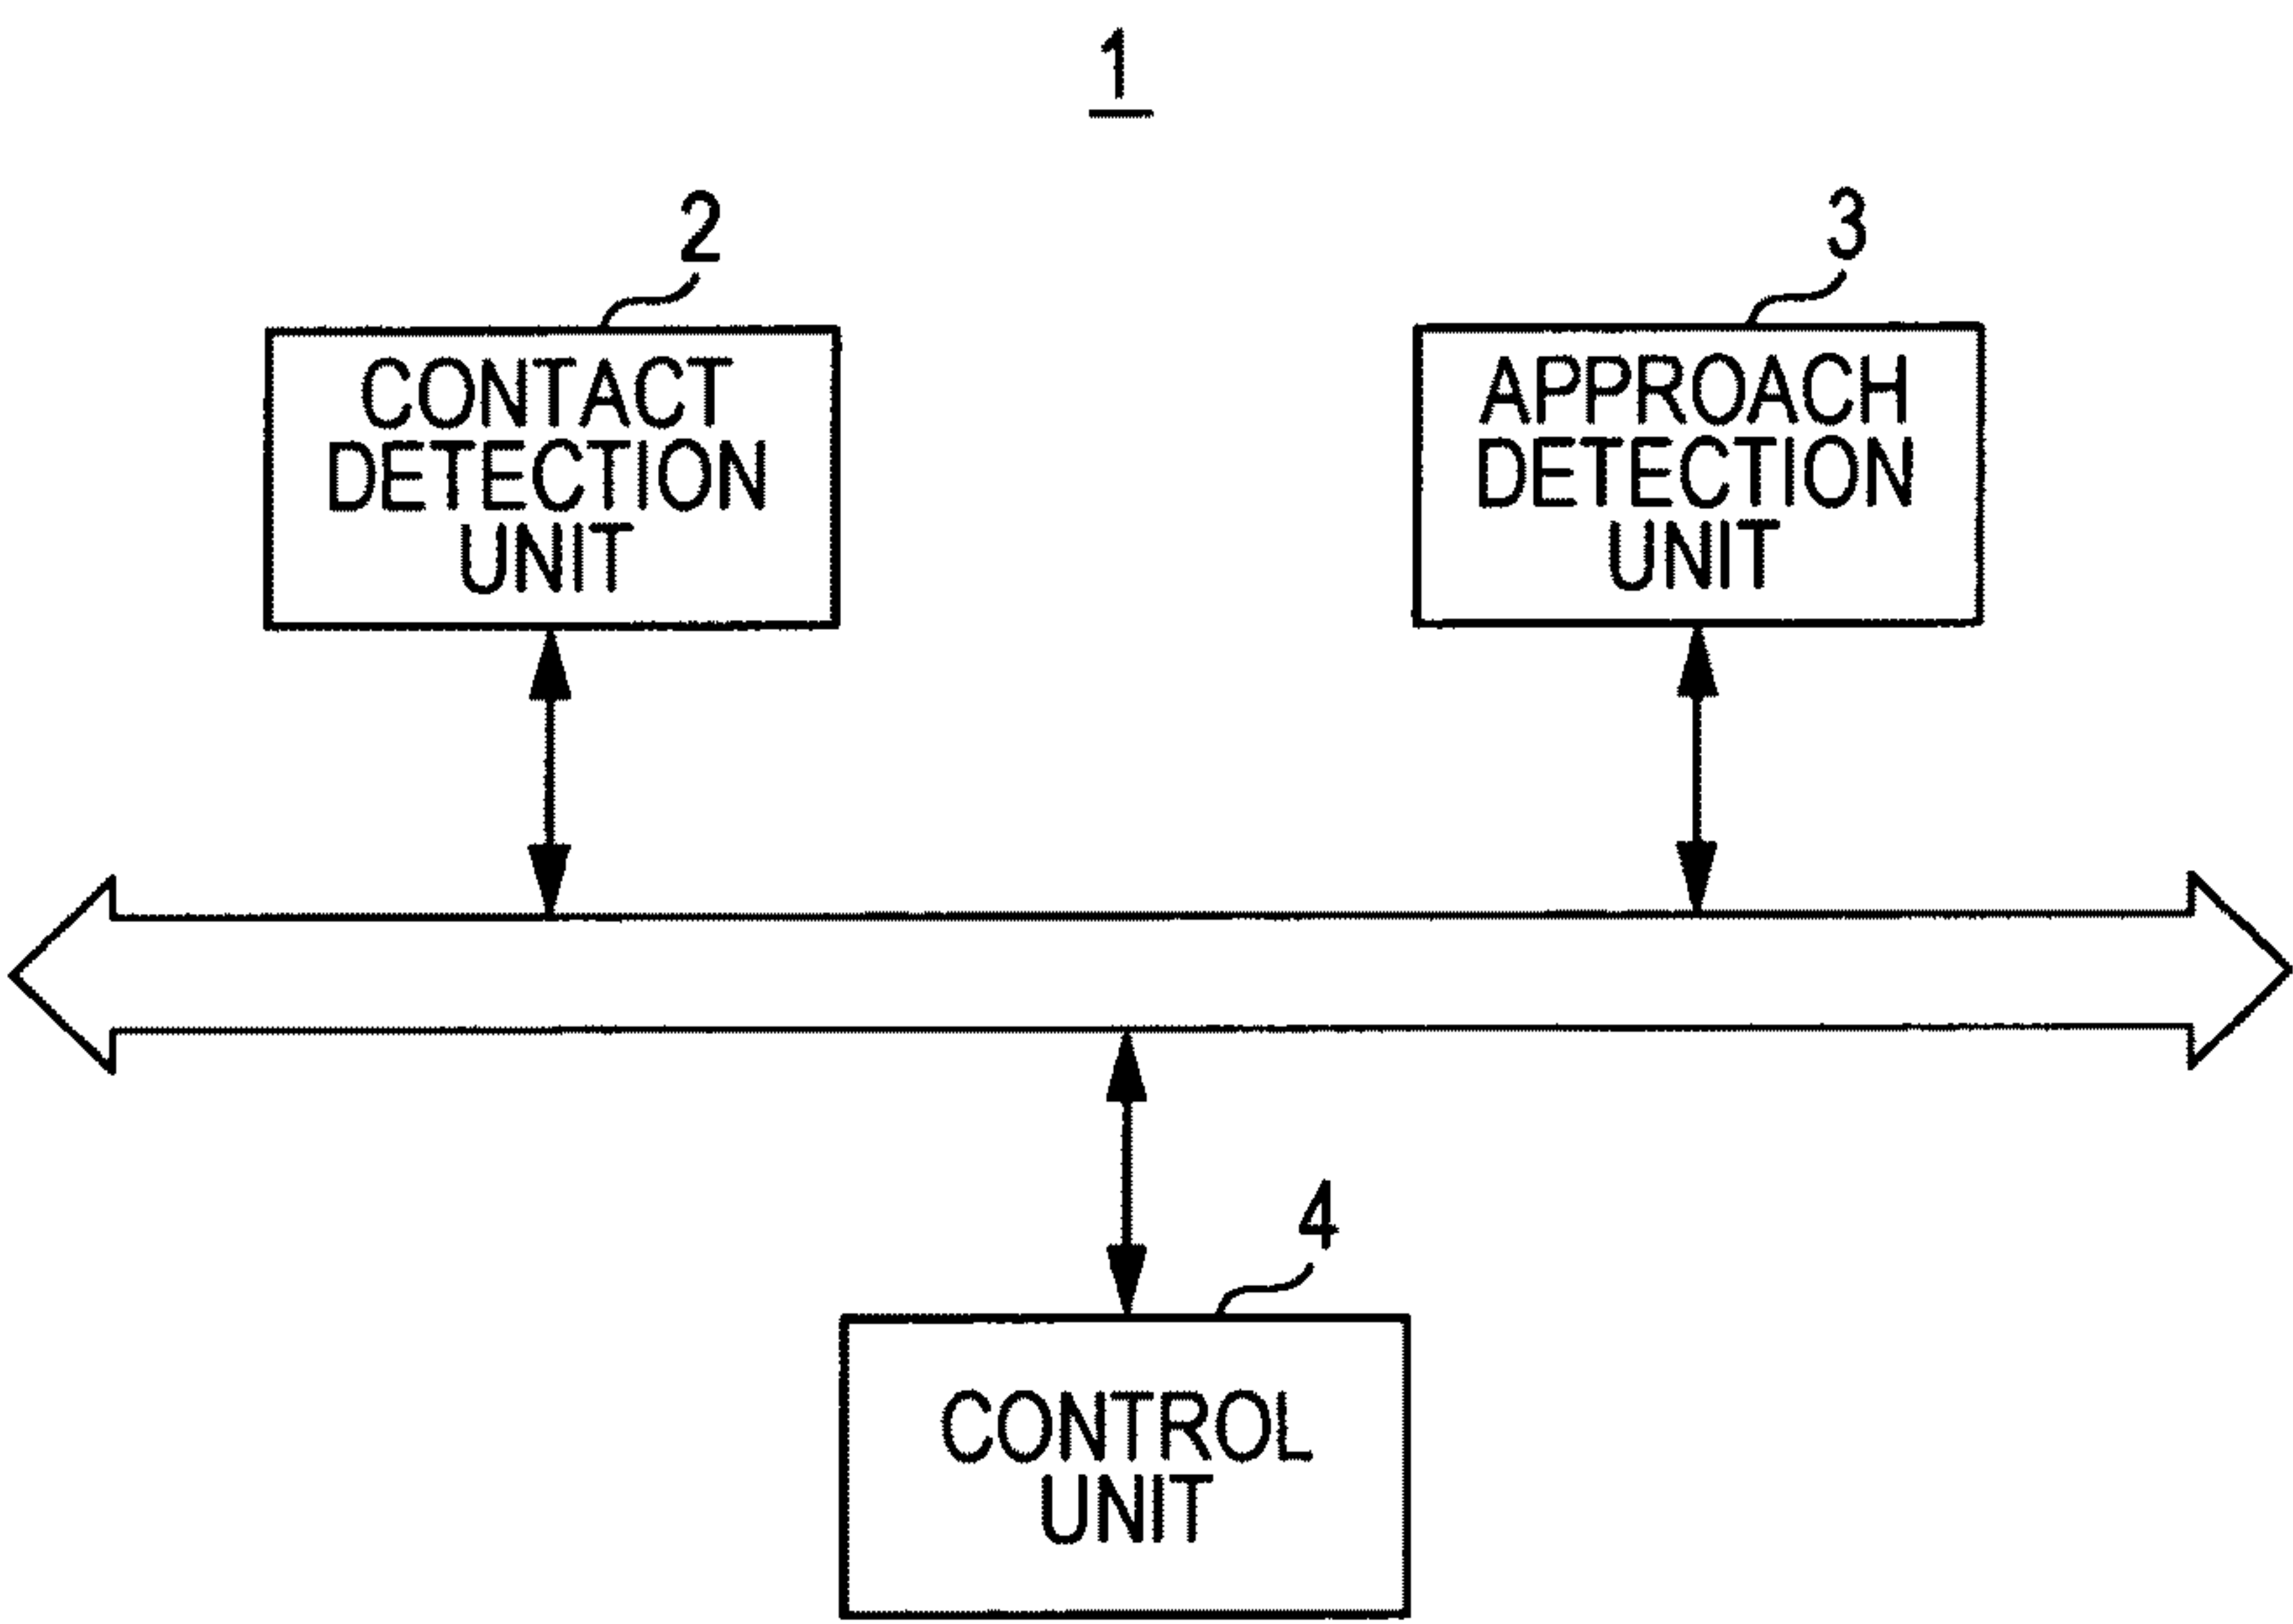 1
2
3
CONTACT
DETECTION
UNIT
APPROACH
DETECTION
UNIT
4
CONTROL
UNIT